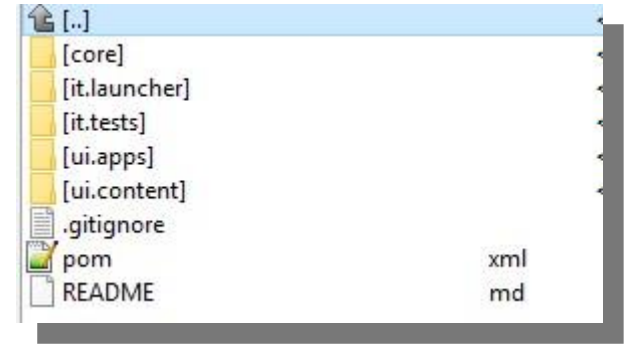 [..]
[core]
[it.launcher]
[it.tests]
[ui.apps]
[ui.content]
.gitignore
pom xml
README md